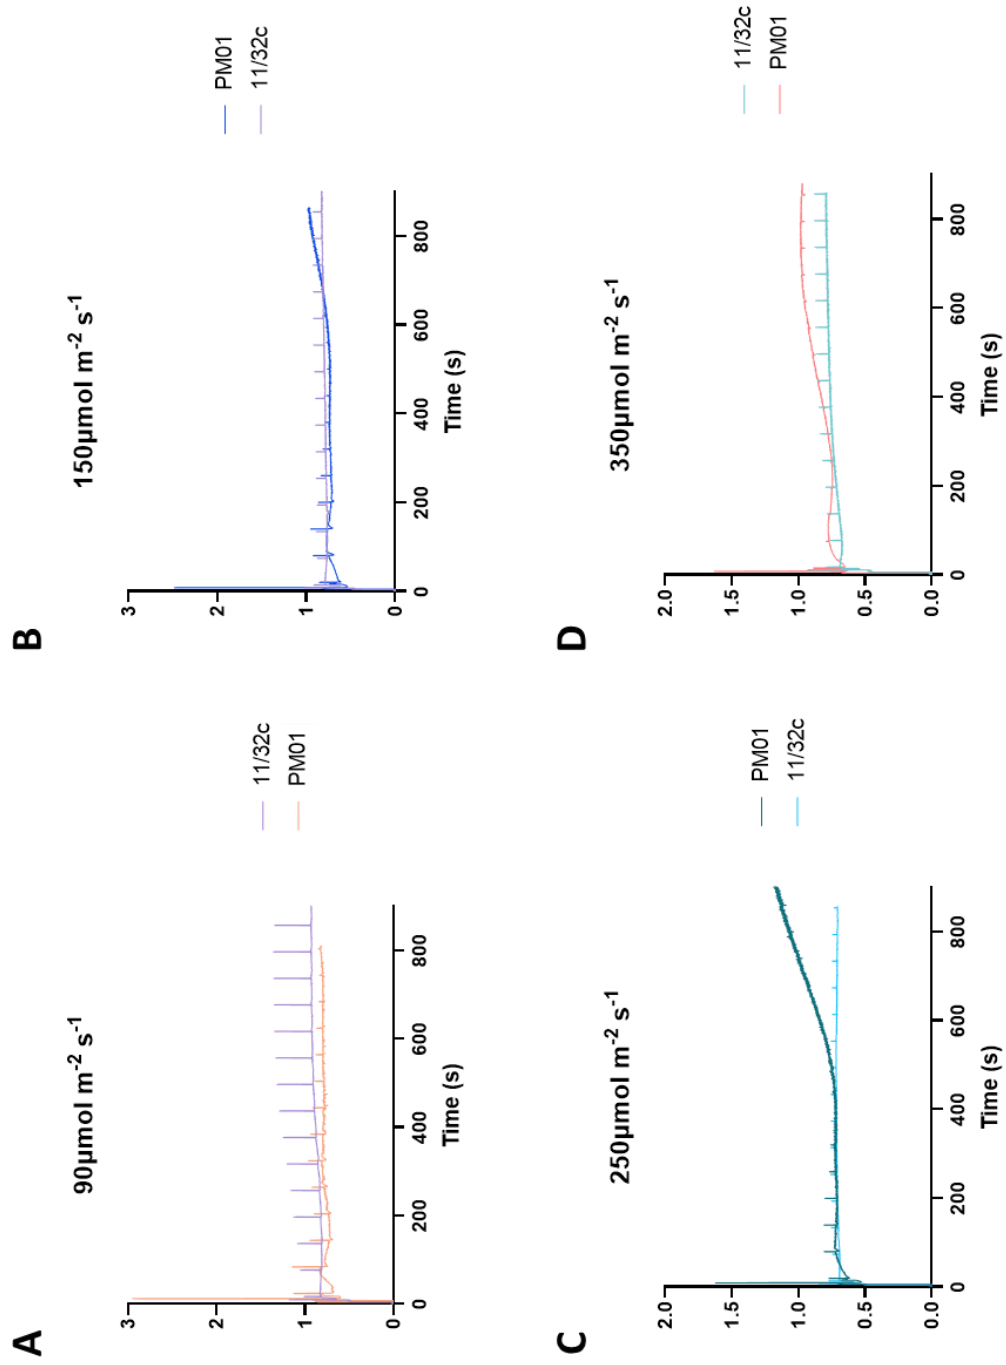 A
90µmol m⁻² s⁻¹
3
2
1
0
0
200
400
600
800
Time (s)
11/32c
PM01
B
150µmol m⁻² s⁻¹
3
2
1
0
0
200
400
600
800
Time (s)
PM01
11/32c
C
250µmol m⁻² s⁻¹
2.0
1.5
1.0
0.5
0.0
0
200
400
600
800
Time (s)
PM01
11/32c
D
350µmol m⁻² s⁻¹
2.0
1.5
1.0
0.5
0.0
0
200
400
600
800
Time (s)
11/32c
PM01